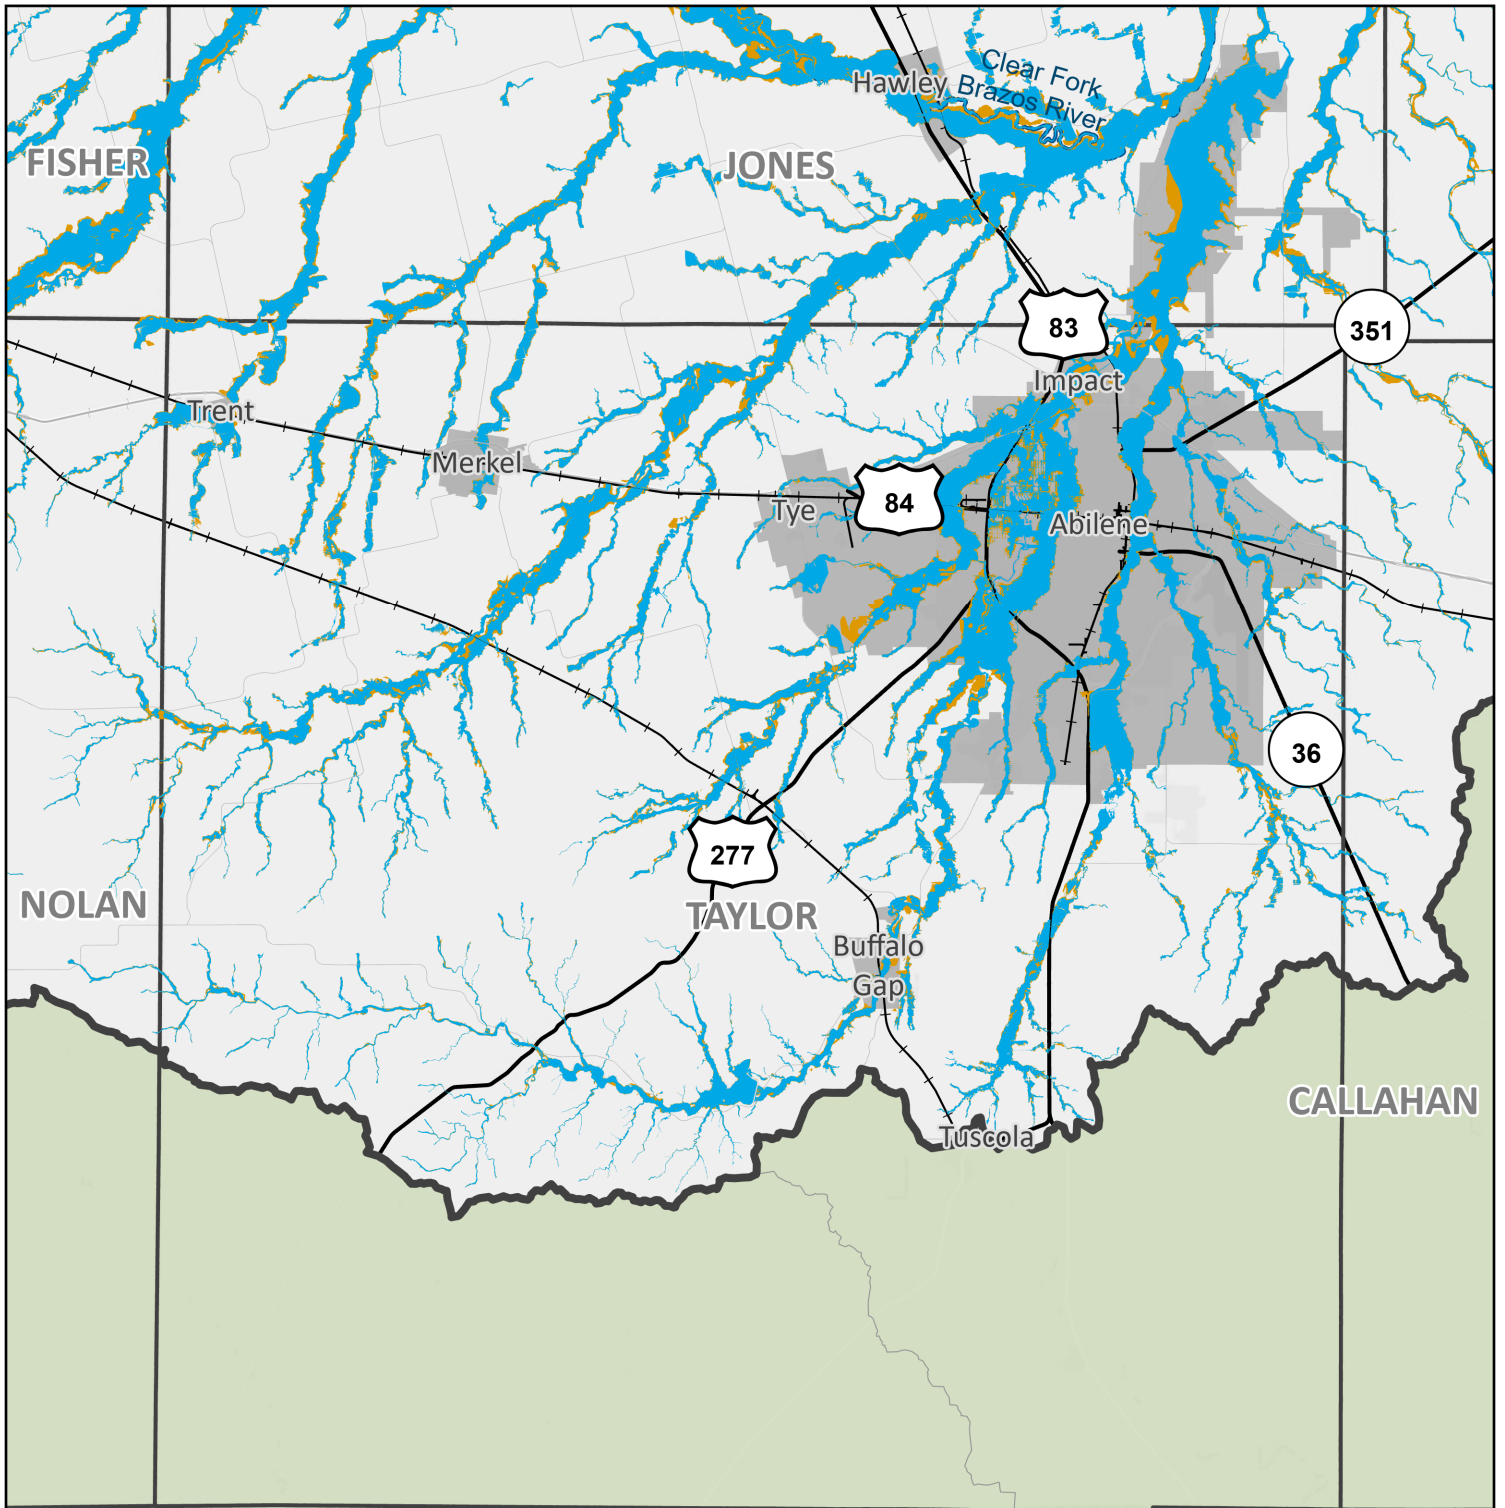 Clear Fork
Brazos River
Hawley
FISHER
JONES
83
351
Impact
Trent
Merkel
84
Tye
Abilene
36
277
NOLAN
TAYLOR
Buffalo
Gap
CALLAHAN
Tuscola